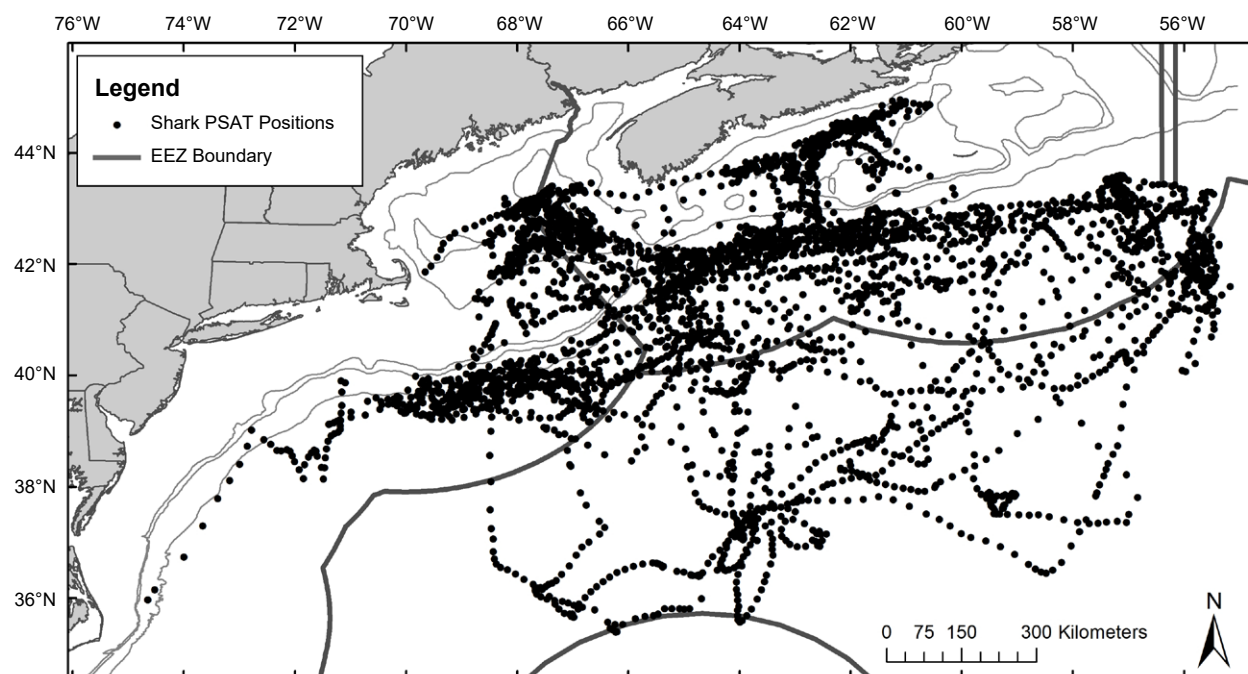 76°W 74°W 72°W 70°W 68°W 66°W 64°W 62°W 60°W 58°W 56°W
Legend
Shark PSAT Positions
EEZ Boundary
44°N
42°N
40°N
38°N
36°N
N
0 75 150 300 Kilometers